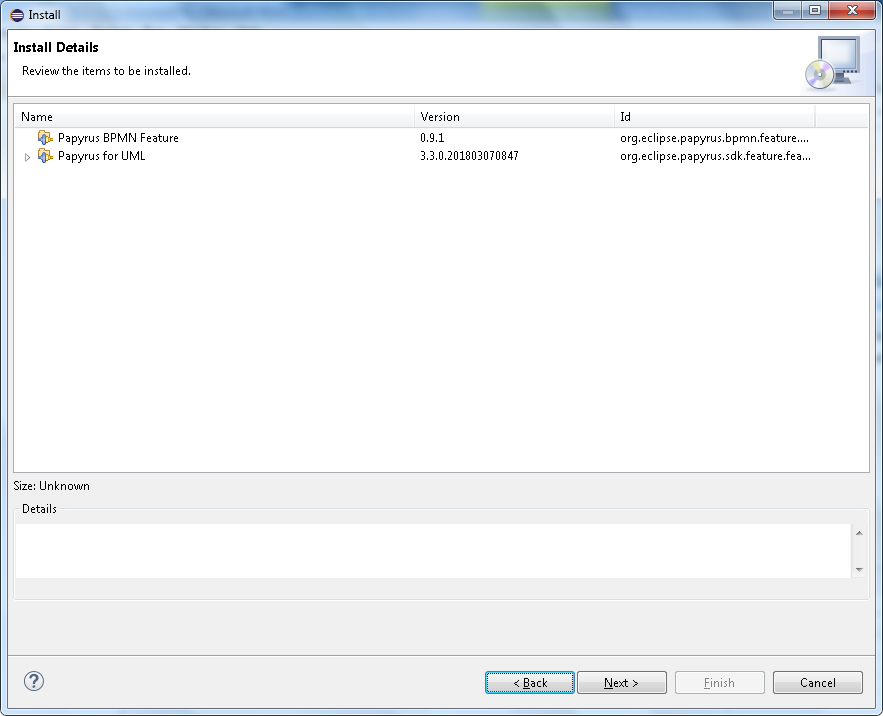 Install
Install Details
Review the items to be installed.
Name Version Id
Papyrus BPMN Feature 0.9.1 org.eclipse.papyrus.bpmn.feature....
Papyrus for UML 3.3.0.201803070847 org.eclipse.papyrus.sdk.feature.fea...
Size: Unknown
Details
? < Back Next > Finish Cancel